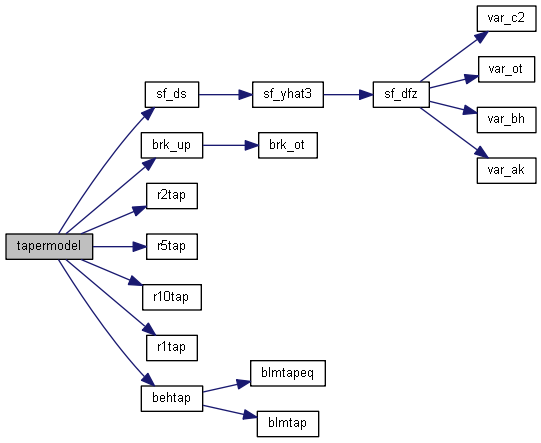 var_c2
var_ot
sf_ds
sf_yhat3
sf_dfz
var_bh
brk_up
brk_ot
var_ak
r2tap
tapermodel
r5tap
r10tap
r1tap
blmtapeq
behtap
blmtap